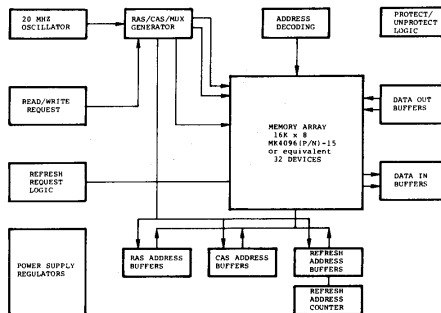 20 MHZ
OSCILLATOR
RAS/CAS/MUX
GENERATOR
ADDRESS
DECODING
PROTECT/
UNPROTECT
LOGIC
READ/WRITE
REQUEST
MEMORY ARRAY
16K x 8
MK4096(P/N)-15
or equivalent
32 DEVICES
DATA OUT
BUFFERS
REFRESH
REQUEST
LOGIC
DATA IN
BUFFERS
POWER SUPPLY
REGULATORS
RAS ADDRESS
BUFFERS
CAS ADDRESS
BUFFERS
REFRESH
ADDRESS
BUFFERS
REFRESH
ADDRESS
COUNTER